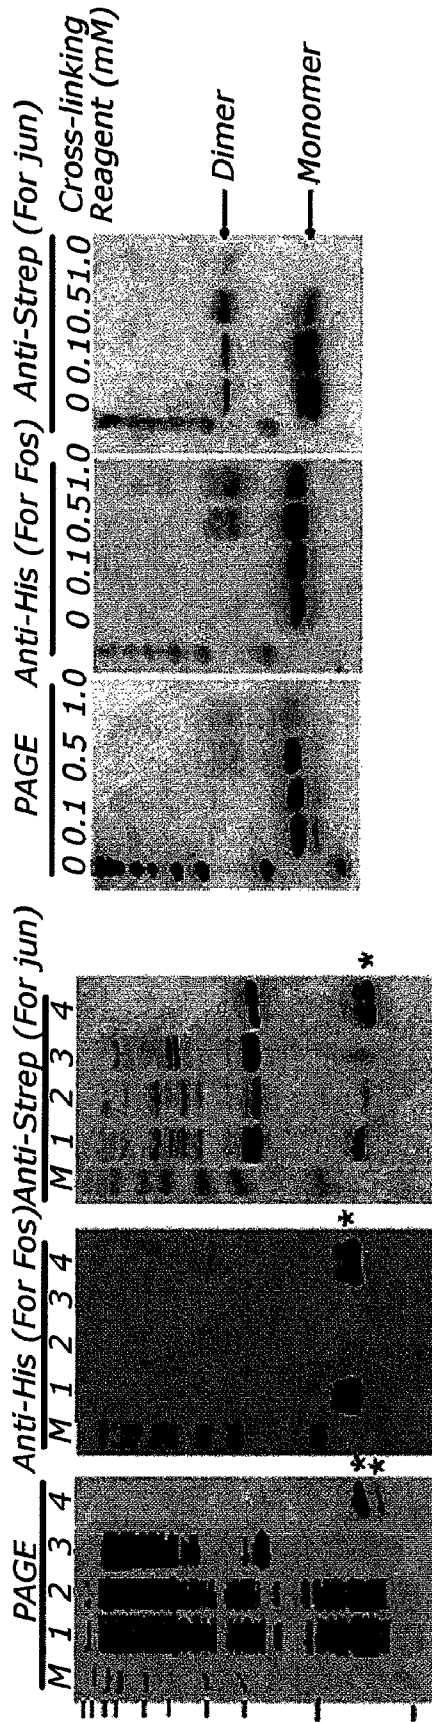 PAGE Anti-His (For Fos) Anti-Strep (For jun)
M 1 2 3 4 M 1 2 3 4 M 1 2 3 4
** * *
PAGE Anti-His (For Fos) Anti-Strep (For jun)
0 0.1 0.5 1.0 0 0.1 0.5 1.0 0 0.1 0.5 1.0 Cross-linking
Reagent (mM)
Dimer
Monomer